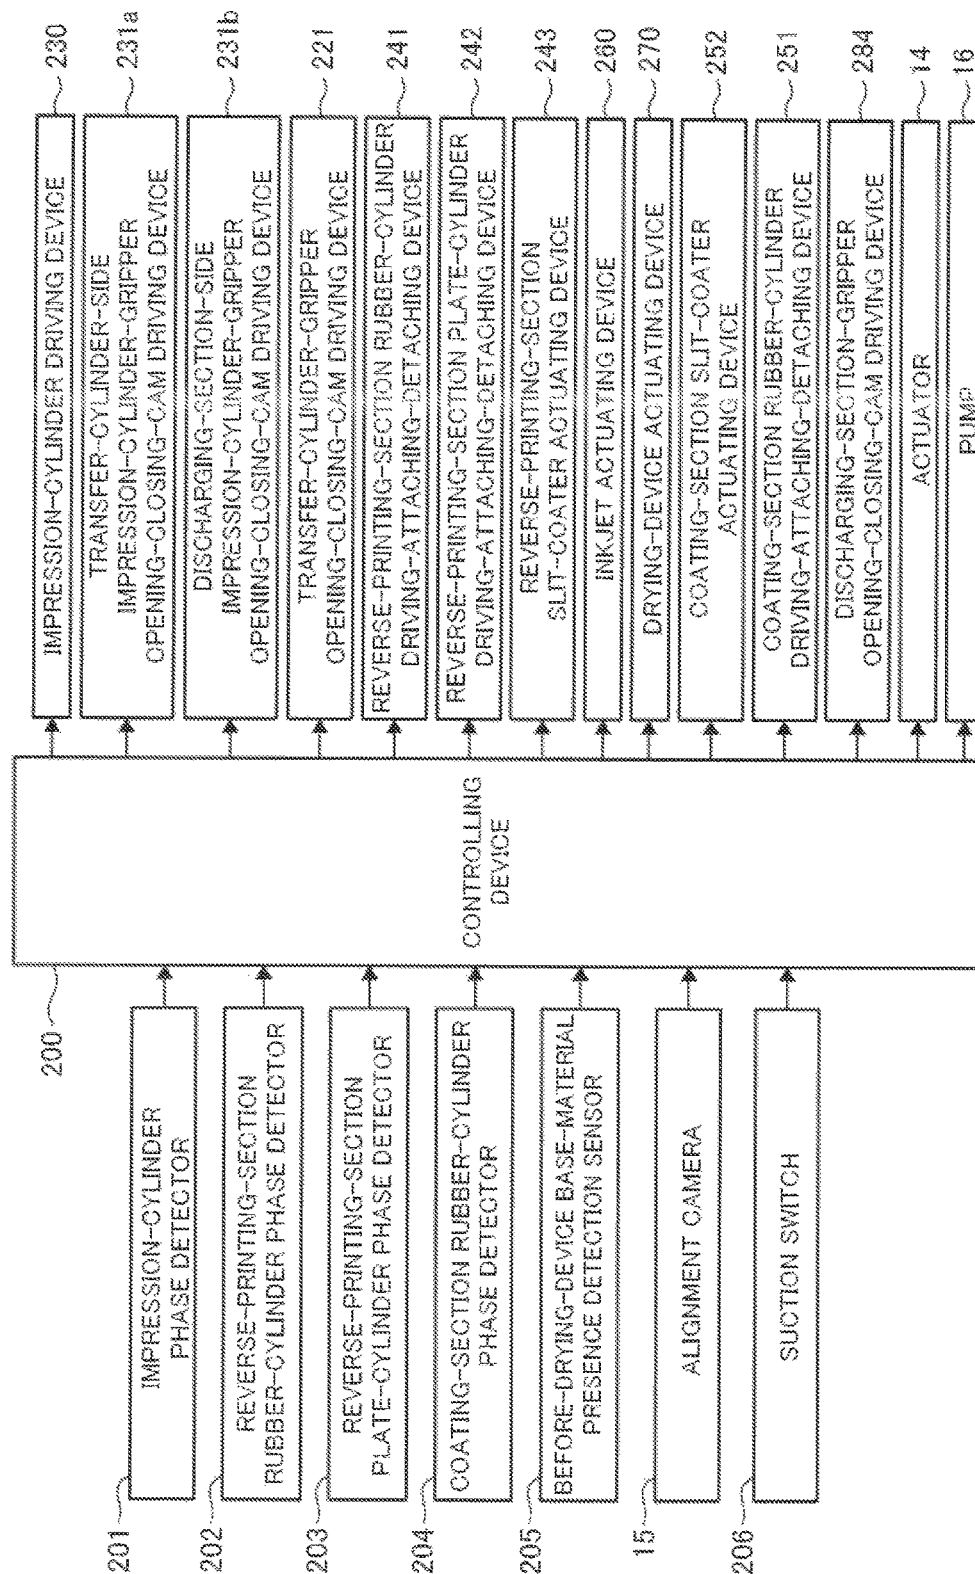 201
IMPRESSION-CYLINDER
PHASE DETECTOR
202
REVERSE-PRINTING-SECTION
RUBBER-CYLINDER PHASE DETECTOR
203
REVERSE-PRINTING-SECTION
PLATE-CYLINDER PHASE DETECTOR
204
COATING-SECTION RUBBER-CYLINDER
PHASE DETECTOR
205
BEFORE-DRYING-DEVICE BASE-MATERIAL
PRESENCE DETECTION SENSOR
15
ALIGNMENT CAMERA
206
SUCTION SWITCH
200
CONTROLLING
DEVICE
IMPRESSION-CYLINDER DRIVING DEVICE
230
TRANSFER-CYLINDER-SIDE
IMPRESSION-CYLINDER-GRIPPER
OPENING-CLOSING-CAM DRIVING DEVICE
231a
DISCHARGING-SECTION-SIDE
IMPRESSION-CYLINDER-GRIPPER
OPENING-CLOSING-CAM DRIVING DEVICE
231b
TRANSFER-CYLINDER-GRIPPER
OPENING-CLOSING-CAM DRIVING DEVICE
221
REVERSE-PRINTING-SECTION RUBBER-CYLINDER
DRIVING-ATTACHING-DETACHING DEVICE
241
REVERSE-PRINTING-SECTION PLATE-CYLINDER
DRIVING-ATTACHING-DETACHING DEVICE
242
REVERSE-PRINTING-SECTION
SLIT-COATER ACTUATING DEVICE
243
INKJET ACTUATING DEVICE
260
DRYING-DEVICE ACTUATING DEVICE
270
COATING-SECTION SLIT-COATER
ACTUATING DEVICE
252
COATING-SECTION RUBBER-CYLINDER
DRIVING-ATTACHING-DETACHING DEVICE
251
DISCHARGING-SECTION-GRIPPER
OPENING-CLOSING-CAM DRIVING DEVICE
284
ACTUATOR
14
PUMP
16